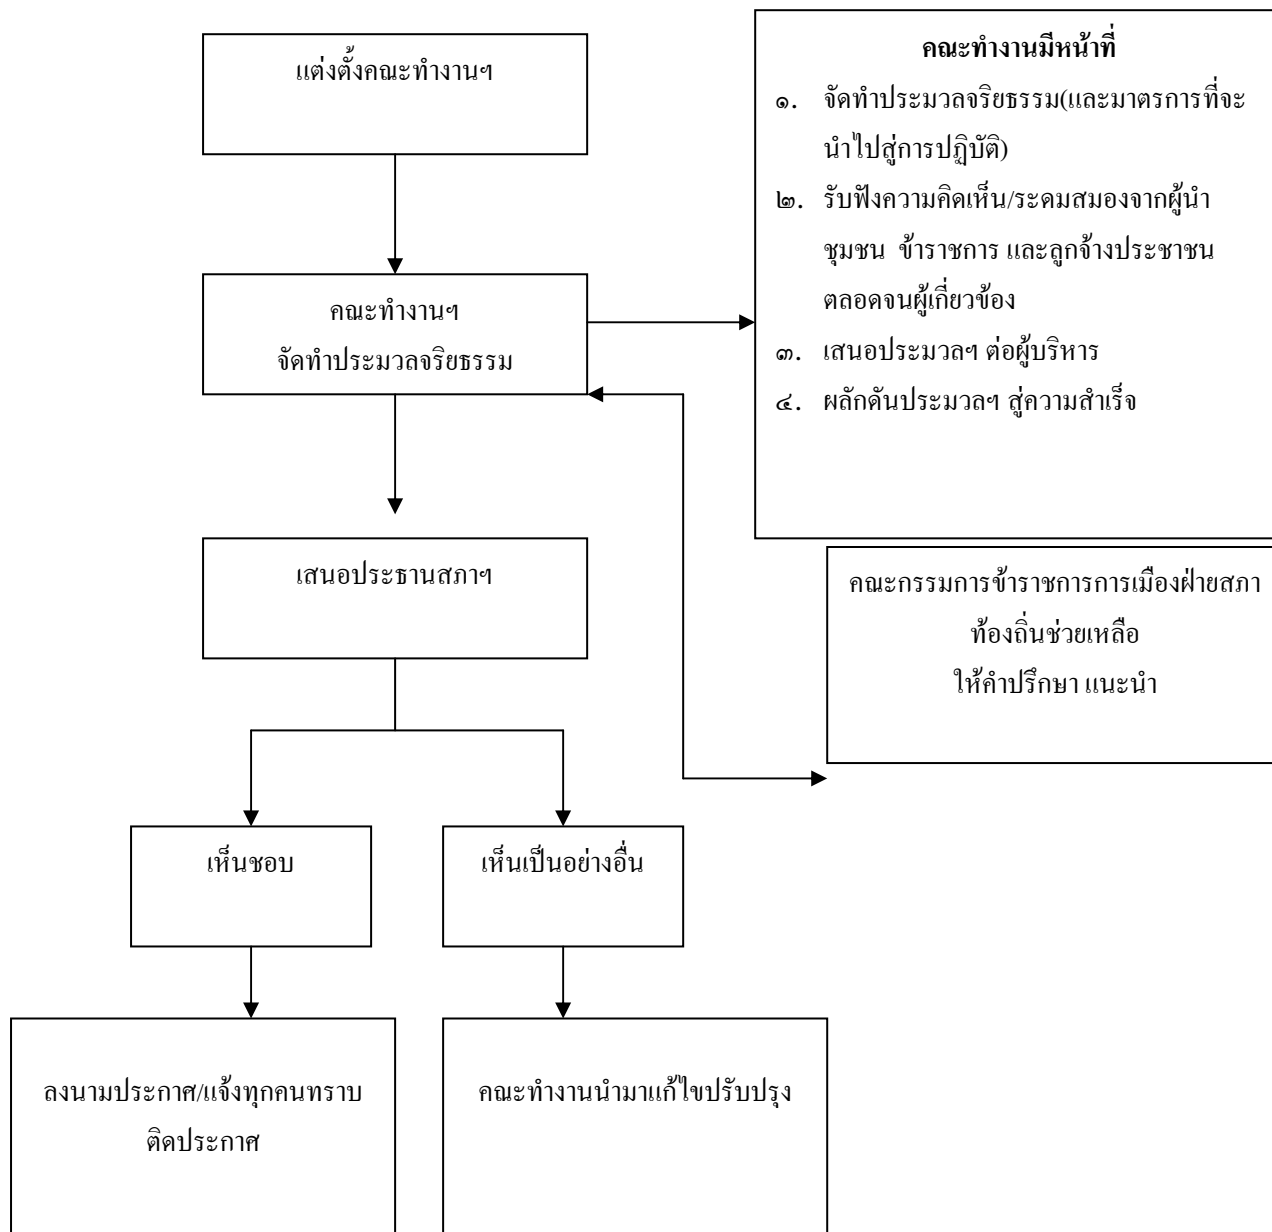 แต่งตั้งคณะทำงานฯ
คณะทำงานมีหน้าที่
๑. จัดทำประมวลจริยธรรม(และมาตรการที่จะ
นำไปสู่การปฏิบัติ)
๒. รับฟังความคิดเห็น/ระดมสมองจากผู้นำ
ชุมชน ข้าราชการ และลูกจ้างประชาชน
ตลอดจนผู้เกี่ยวข้อง
๓. เสนอประมวลฯ ต่อผู้บริหาร
๔. ผลักดันประมวลฯ สู่ความสำเร็จ
คณะทำงานฯ
จัดทำประมวลจริยธรรม
เสนอประธานสภาฯ
คณะกรรมการข้าราชการการเมืองฝ่ายสภา
ท้องถิ่นช่วยเหลือ
ให้คำปรึกษา แนะนำ
เห็นชอบ
เห็นเป็นอย่างอื่น
ลงนามประกาศ/แจ้งทุกคนทราบ
ติดประกาศ
คณะทำงานนำมาแก้ไขปรับปรุง